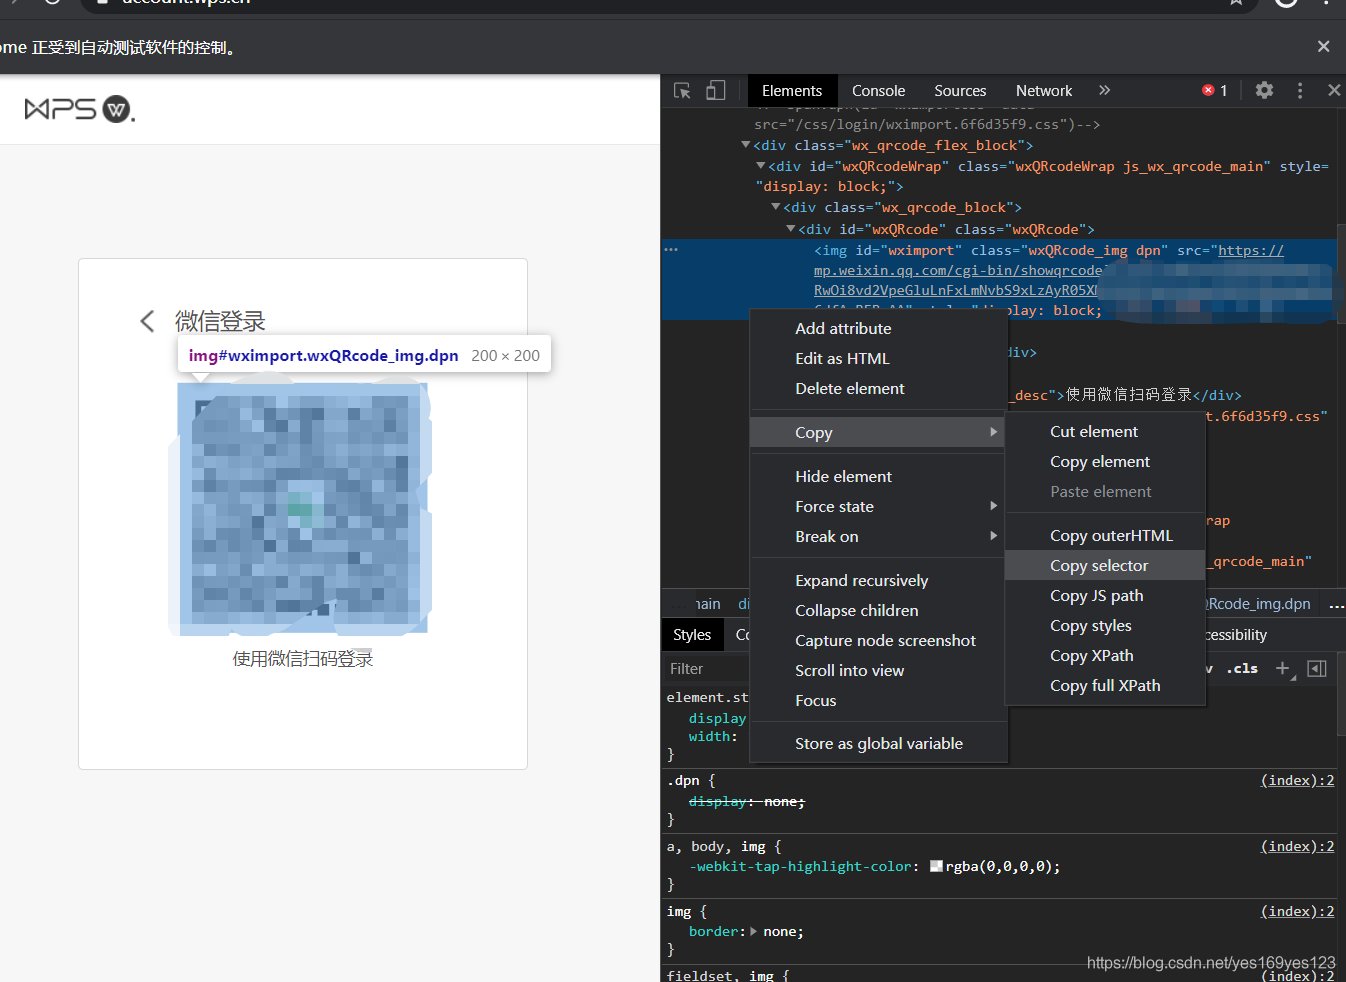 account.wps.cn
ome 正受到自动测试软件的控制。
WPS W.
微信登录
img#wximport.wxQRcode_img.dpn 200 × 200
使用微信扫码登录
Elements Console Sources Network » 1
src="/css/login/wximport.6f6d35f9.css")-->
<div class="wx_qrcode_flex_block">
<div id="wxQRcodeWrap" class="wxQRcodeWrap js_wx_qrcode_main" style=
"display: block;">
<div class="wx_qrcode_block">
<div id="wxQRcode" class="wxQRcode">
<img id="wximport" class="wxQRcode_img dpn" src="https://
mp.weixin.qq.com/cgi-bin/showqrcode
RwOi8vd2VpeGluLnFxLmNvbS9xLzAyR05X
play: block;
div>
_desc">使用微信扫码登录</div>
t.6f6d35f9.css"
rap
_qrcode_main"
Add attribute
Edit as HTML
Delete element
Copy
Hide element
Force state
Break on
Expand recursively
Collapse children
Capture node screenshot
Scroll into view
Focus
Store as global variable
Cut element
Copy element
Paste element
Copy outerHTML
Copy selector
Copy JS path
Copy styles
Copy XPath
Copy full XPath
... nain di QRcode_img.dpn ...
Styles Co cessibility
Filter v .cls +
element.st
display
width:
}
.dpn { (index):2
display: none;
}
a, body, img { (index):2
-webkit-tap-highlight-color: rgba(0,0,0,0);
}
img { (index):2
border: none;
}
fieldset, img { (index):2
https://blog.csdn.net/yes169yes123